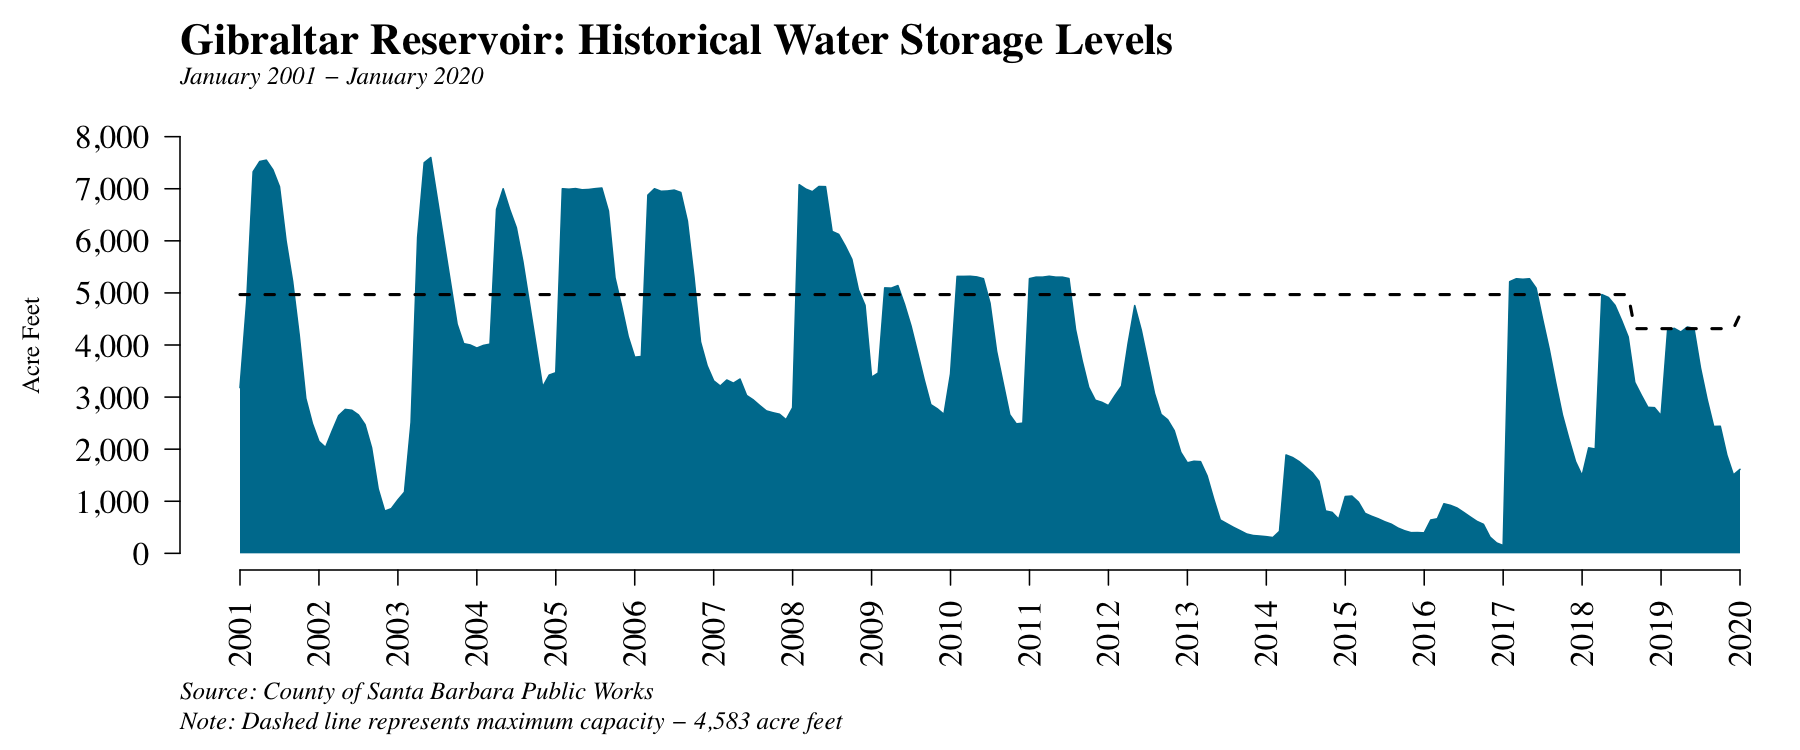 Gibraltar Reservoir: Historical Water Storage Levels
January 2001 − January 2020
8,000
7,000
6,000
5,000
4,000
3,000
2,000
1,000
0
Acre Feet
2001 2002 2003 2004 2005 2006 2007 2008 2009 2010 2011 2012 2013 2014 2015 2016 2017 2018 2019 2020
Source: County of Santa Barbara Public Works
Note: Dashed line represents maximum capacity − 4,583 acre feet